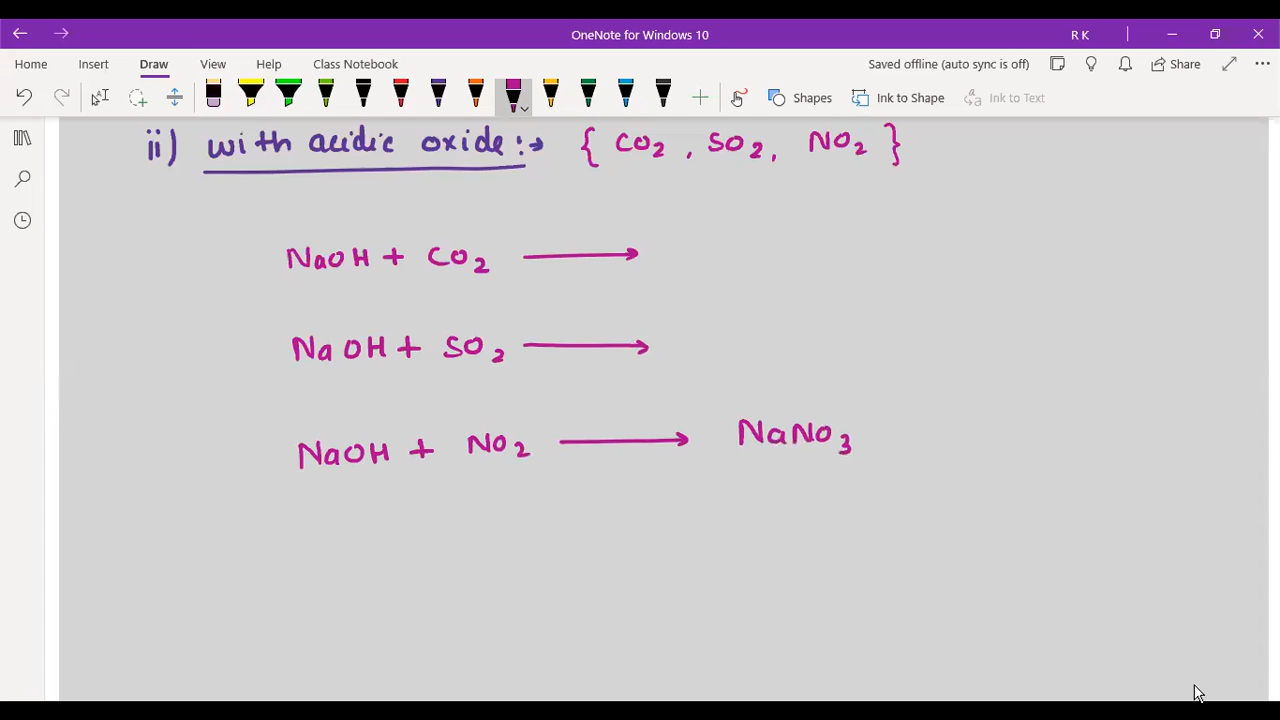 OneNote for Windows 10
R K
Home Insert Draw View Help Class Notebook
Saved offline (auto sync is off)
Share
Shapes
Ink to Shape
Ink to Text
ii) with acidic oxide :→ { CO2 , SO2, NO2 }
NaOH + CO2 ⟶
NaOH + SO2 ⟶
NaOH + NO2 ⟶ NaNO3